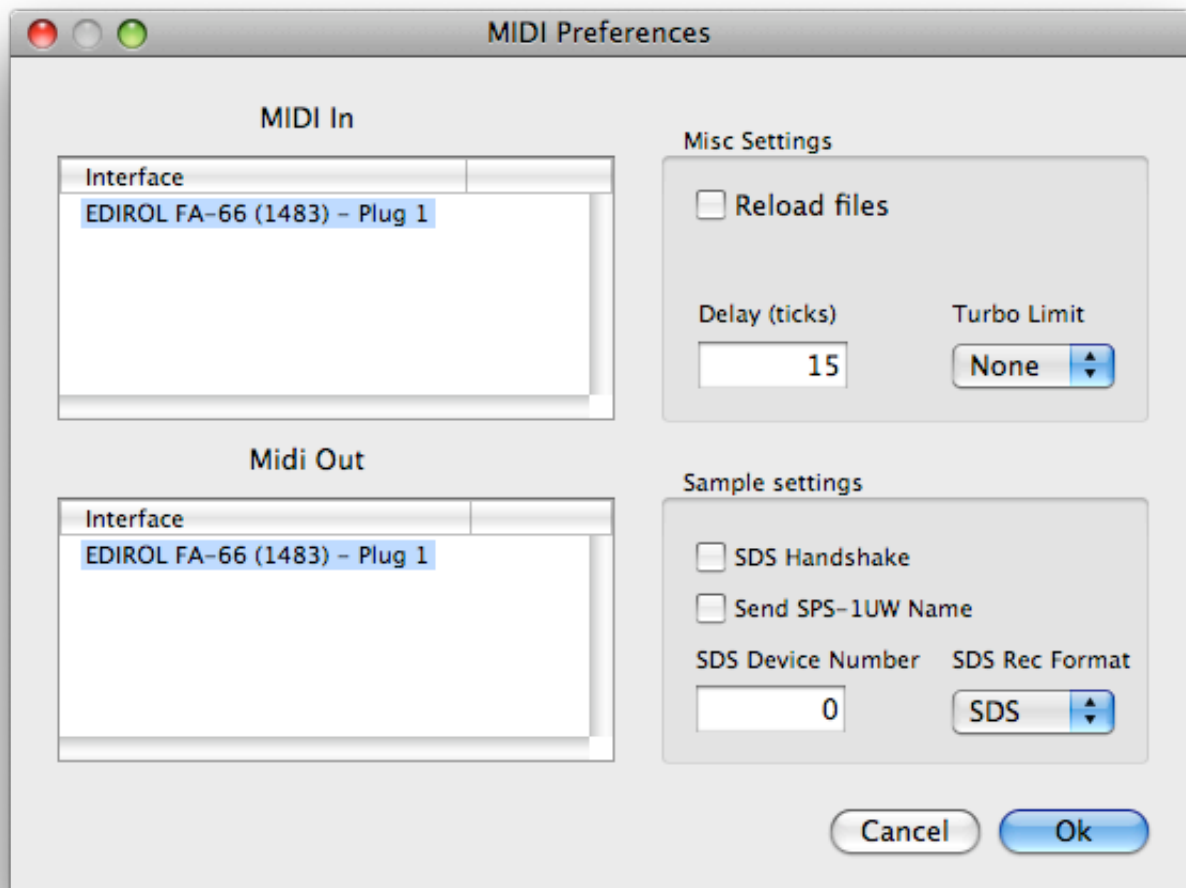 MIDI Preferences
MIDI In
Interface
EDIROL FA-66 (1483) – Plug 1
Misc Settings
Reload files
Delay (ticks)
Turbo Limit
15
None
Midi Out
Interface
EDIROL FA-66 (1483) – Plug 1
Sample settings
SDS Handshake
Send SPS-1UW Name
SDS Device Number
SDS Rec Format
0
SDS
Cancel
Ok